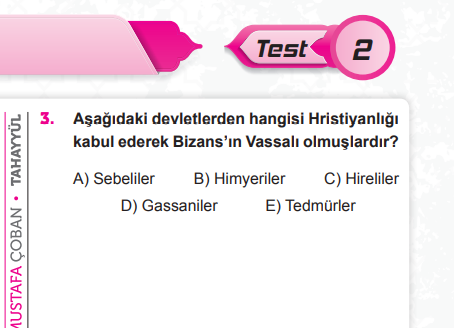 Test 2
3. Aşağıdaki devletlerden hangisi Hristiyanlığı
kabul ederek Bizans’ın Vassalı olmuşlardır?
A) Sebeliler B) Himyeriler C) Hireliler
D) Gassaniler E) Tedmürler
MUSTAFA ÇOBAN • TAHAYYÜL